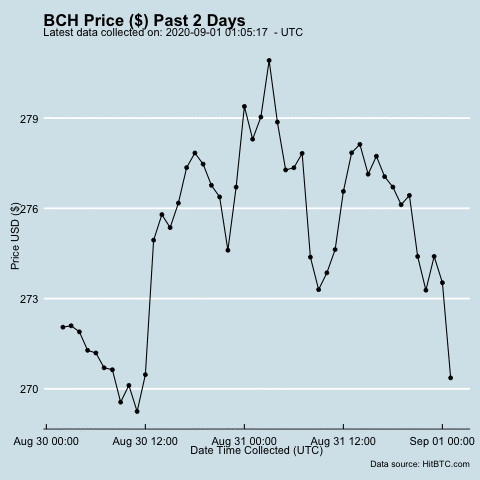 BCH Price ($) Past 2 Days
Latest data collected on: 2020-09-01 01:05:17 - UTC
279
276
273
270
Price USD ($)
Aug 30 00:00 Aug 30 12:00 Aug 31 00:00 Aug 31 12:00 Sep 01 00:00
Date Time Collected (UTC)
Data source: HitBTC.com